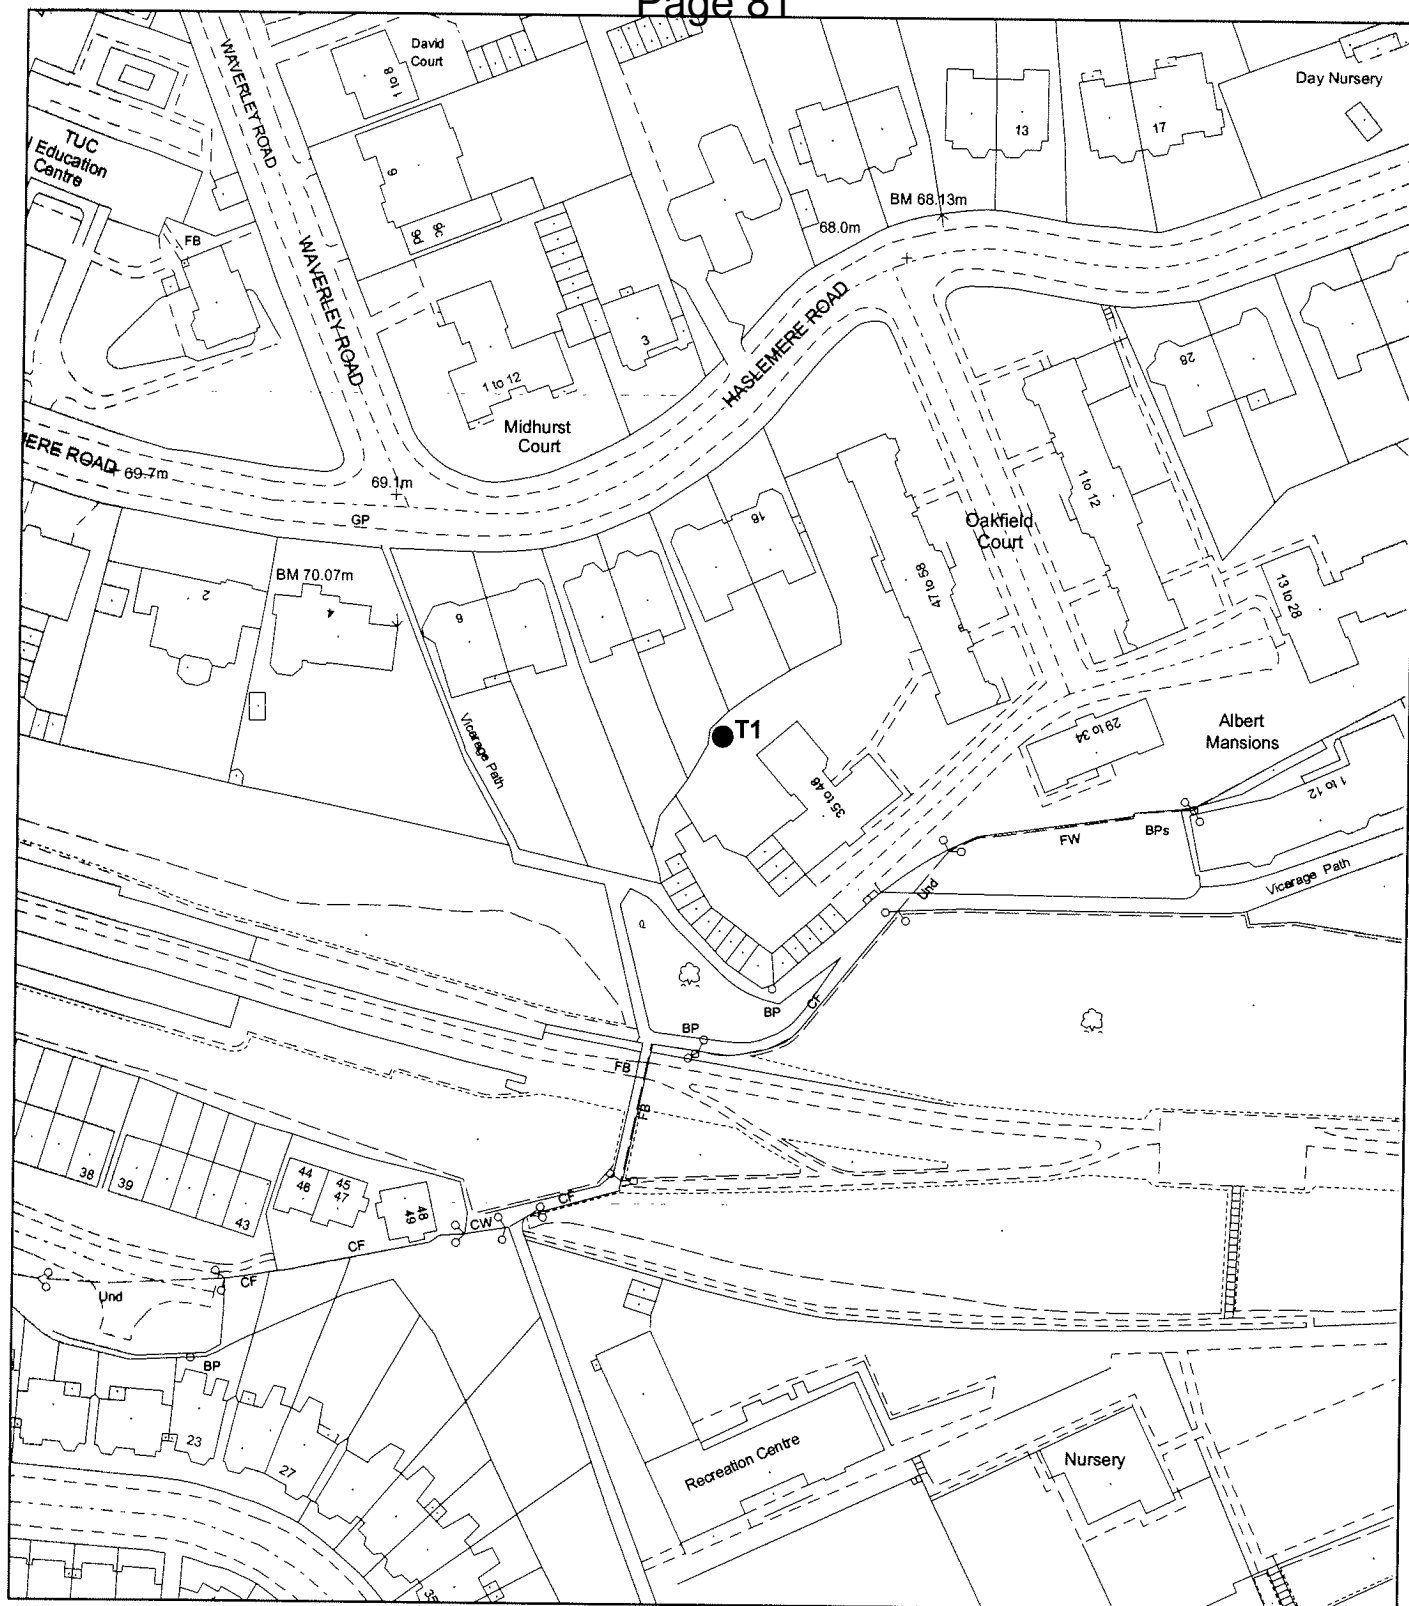 Page 81
WAVERLEY ROAD
David
Court
1 to 8
Day Nursery
TUC
Education
Centre
13
17
9
BM 68.13m
9d
9c
68.0m
FB
WAVERLEY ROAD
HASLEMERE ROAD
3
28
1 to 12
Midhurst
Court
ERE ROAD
69.7m
69.1m
GP
1 to 12
16
Oakfield
Court
BM 70.07m
47 to 58
13 to 28
2
4
6
Vicarage Path
T1
29 to 34
Albert
Mansions
35 to 46
1 to 12
FW
BPs
Vicarage Path
Und
CF
BP
BP
FB
FB
38
39
43
44
46
45
47
48
49
CF
CW
CF
CF
Und
BP
23
27
35
Recreation Centre
Nursery